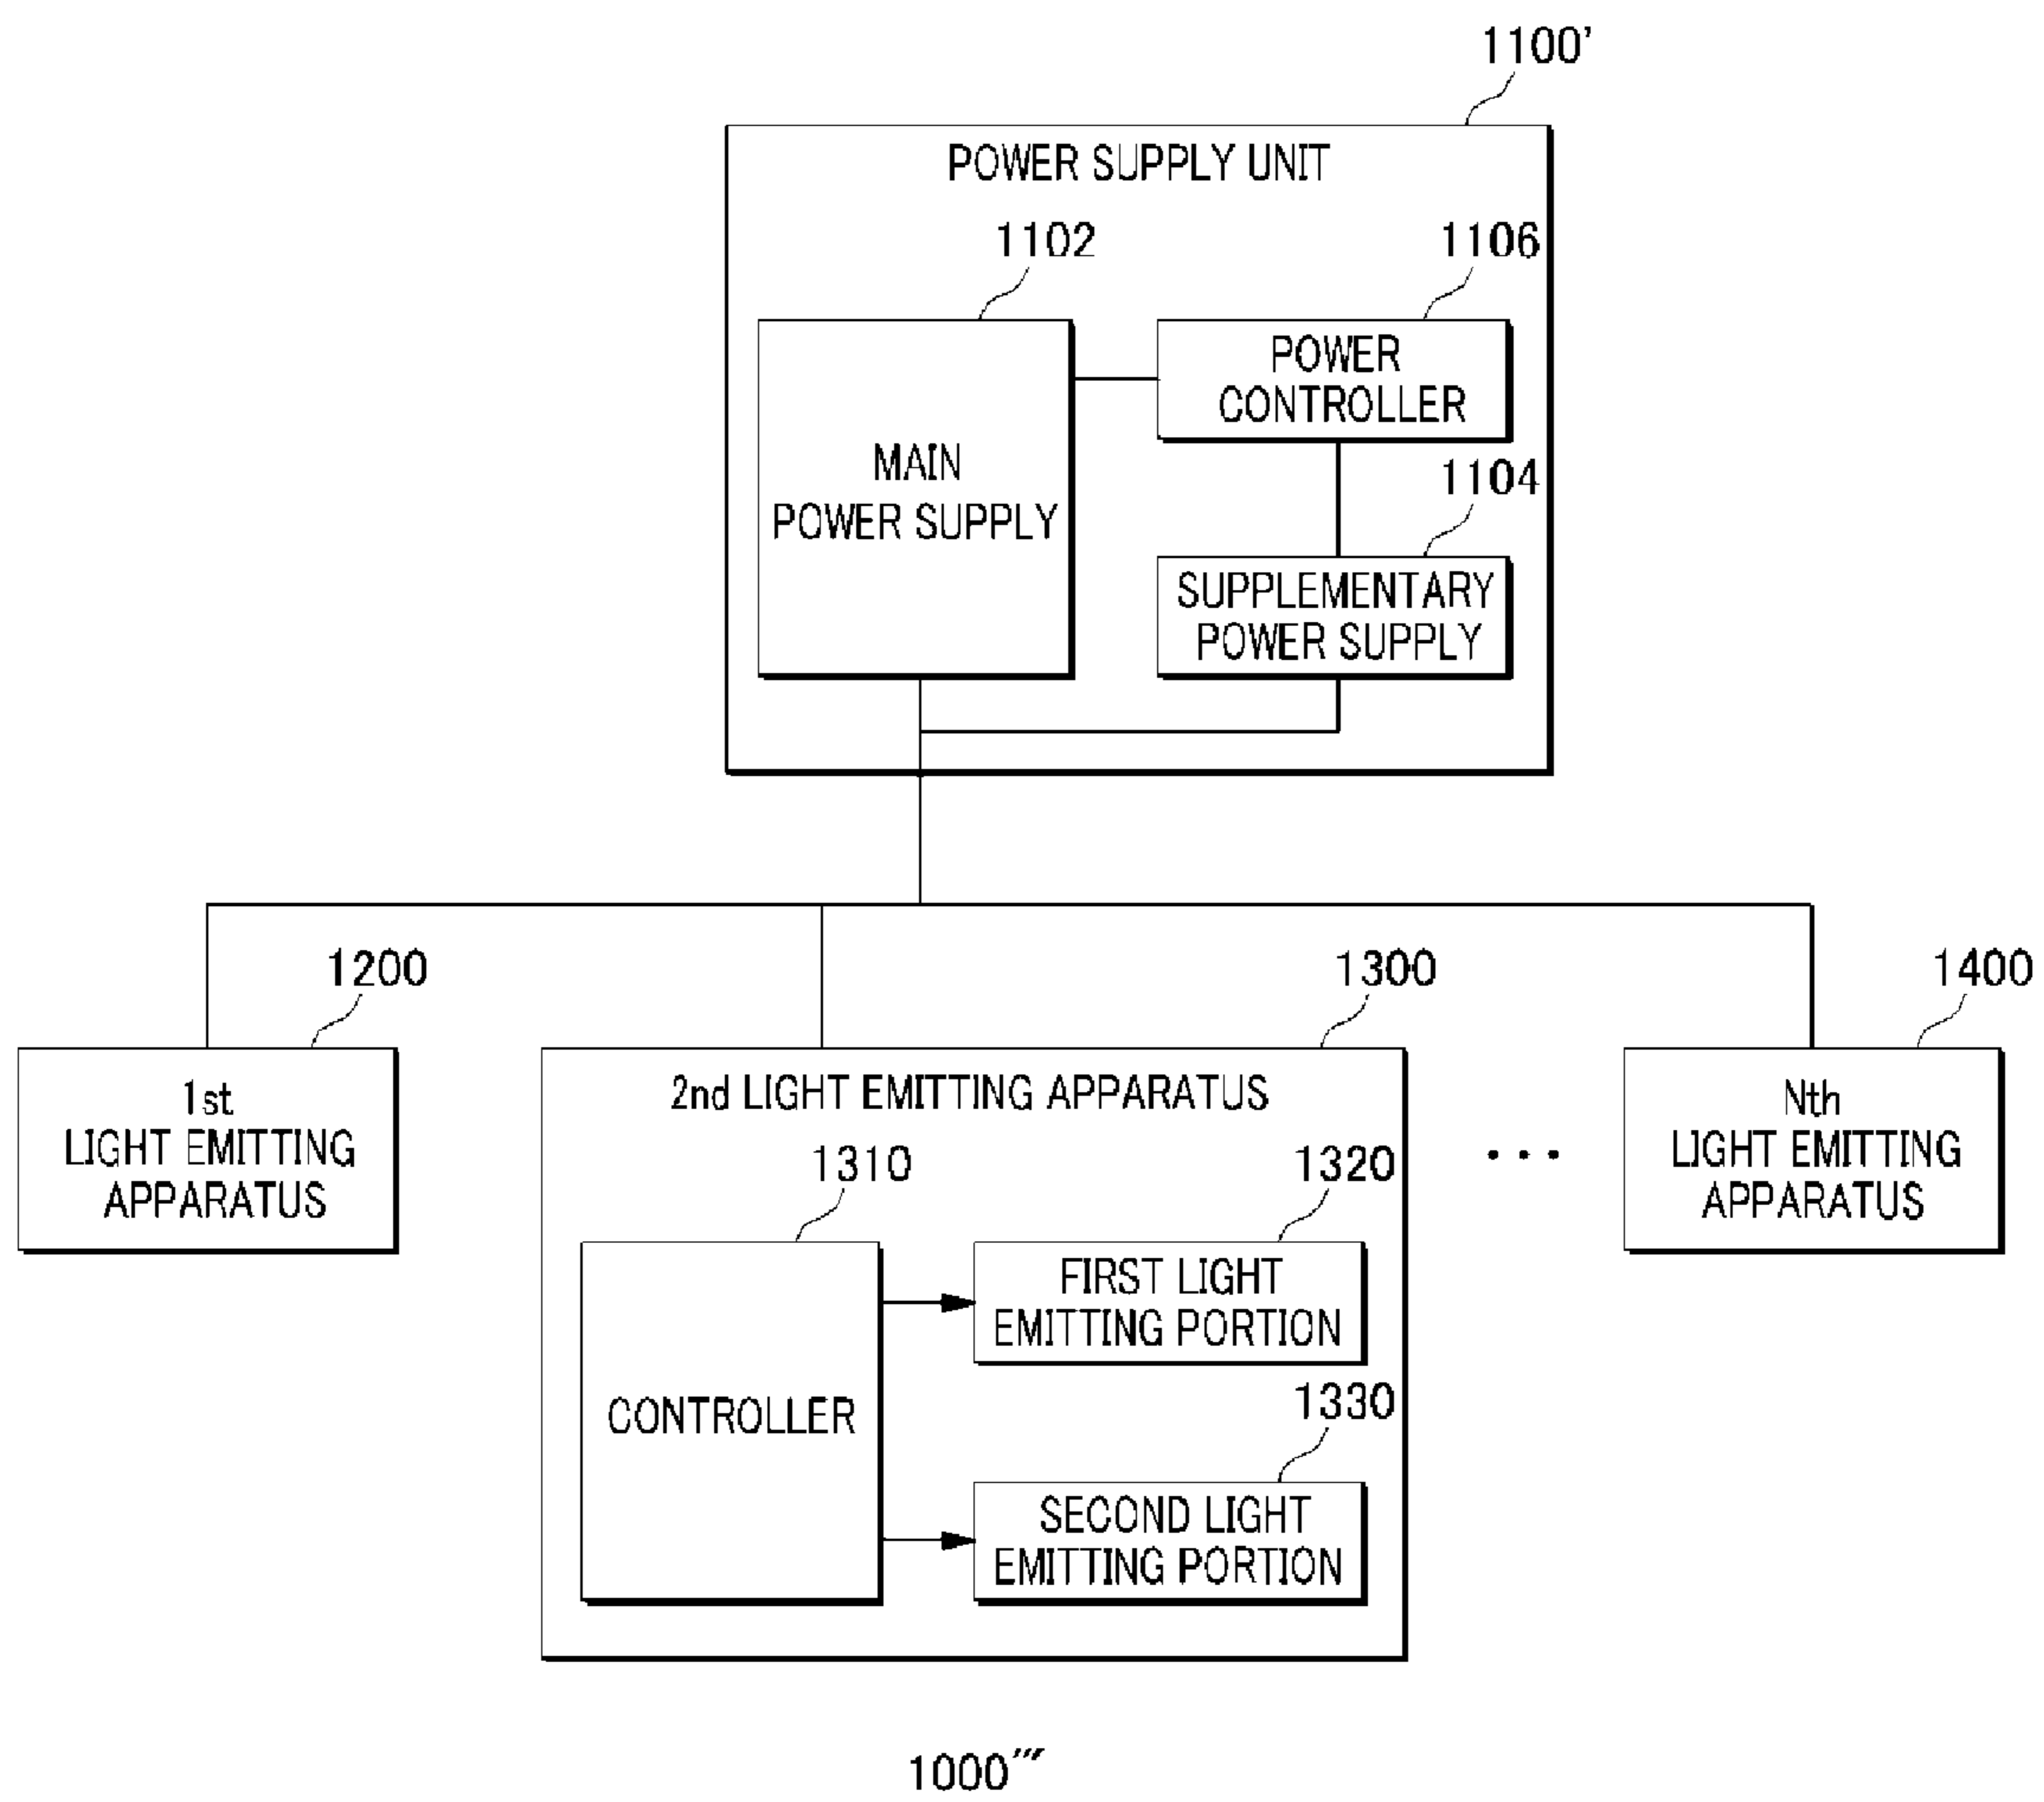 1100'
POWER SUPPLY UNIT
1102
1106
MAIN
POWER SUPPLY
POWER
CONTROLLER
1104
SUPPLEMENTARY
POWER SUPPLY
1200
1st
LIGHT EMITTING
APPARATUS
1300
2nd LIGHT EMITTING APPARATUS
1310
CONTROLLER
1320
FIRST LIGHT
EMITTING PORTION
1330
SECOND LIGHT
EMITTING PORTION
...
1400
Nth
LIGHT EMITTING
APPARATUS
1000'''